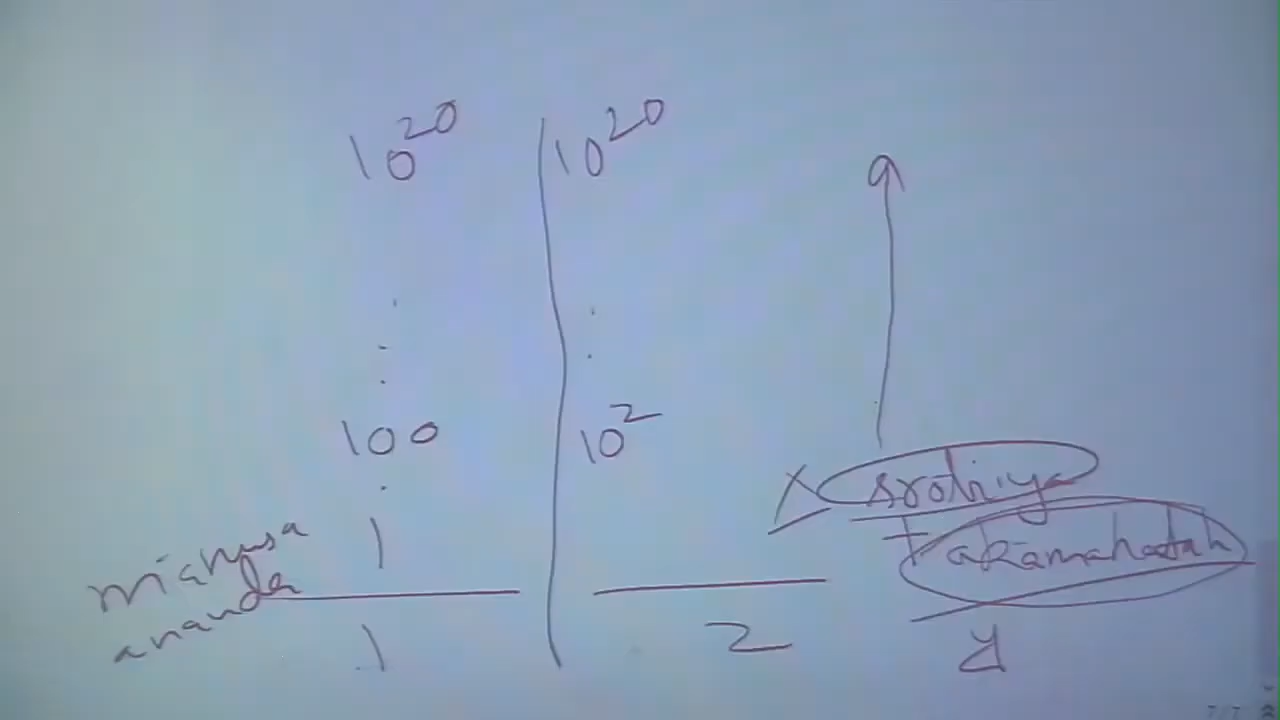 10^20 10^20
100 10^2
x srotriya
manusa 1 + akamahatah
ananda
1 2 y